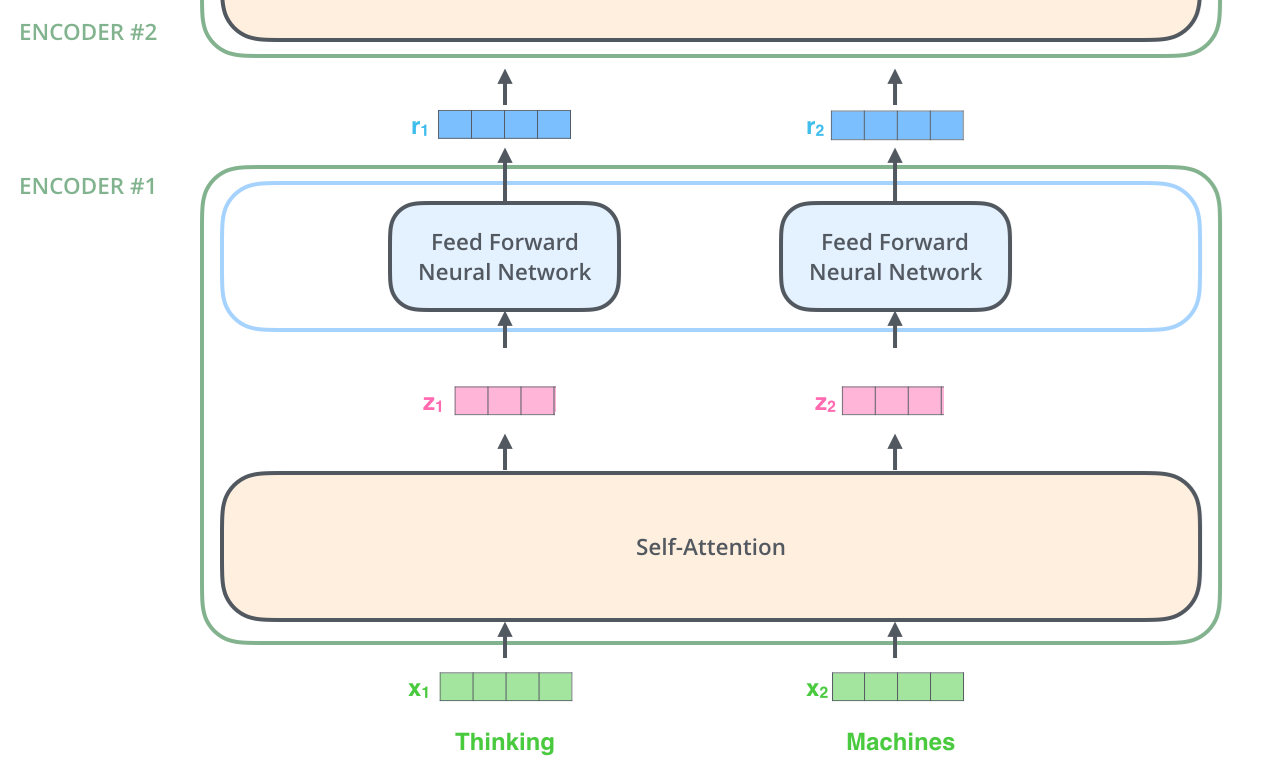 ENCODER #2
r1
r2
ENCODER #1
Feed Forward
Neural Network
Feed Forward
Neural Network
z1
z2
Self-Attention
x1
x2
Thinking
Machines